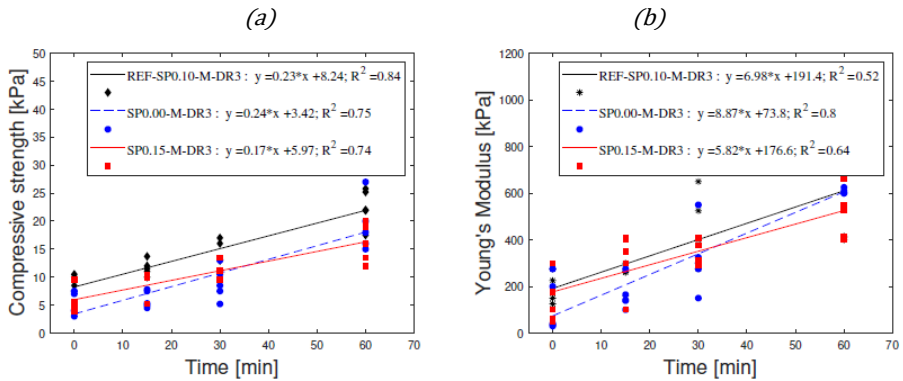 (a)
(b)
Compressive strength [kPa]
50
45
40
35
30
25
20
15
10
5
0
REF-SP0.10-M-DR3 : y =0.23*x +8.24; R² =0.84
SP0.00-M-DR3 : y =0.24*x +3.42; R² =0.75
SP0.15-M-DR3 : y =0.17*x +5.97; R² =0.74
0 10 20 30 40 50 60 70
Time [min]
Young's Modulus [kPa]
1200
1000
800
600
400
200
0
REF-SP0.10-M-DR3 : y =6.98*x +191.4; R² =0.52
SP0.00-M-DR3 : y =8.87*x +73.8; R² =0.8
SP0.15-M-DR3 : y =5.82*x +176.6; R² =0.64
0 10 20 30 40 50 60 70
Time [min]